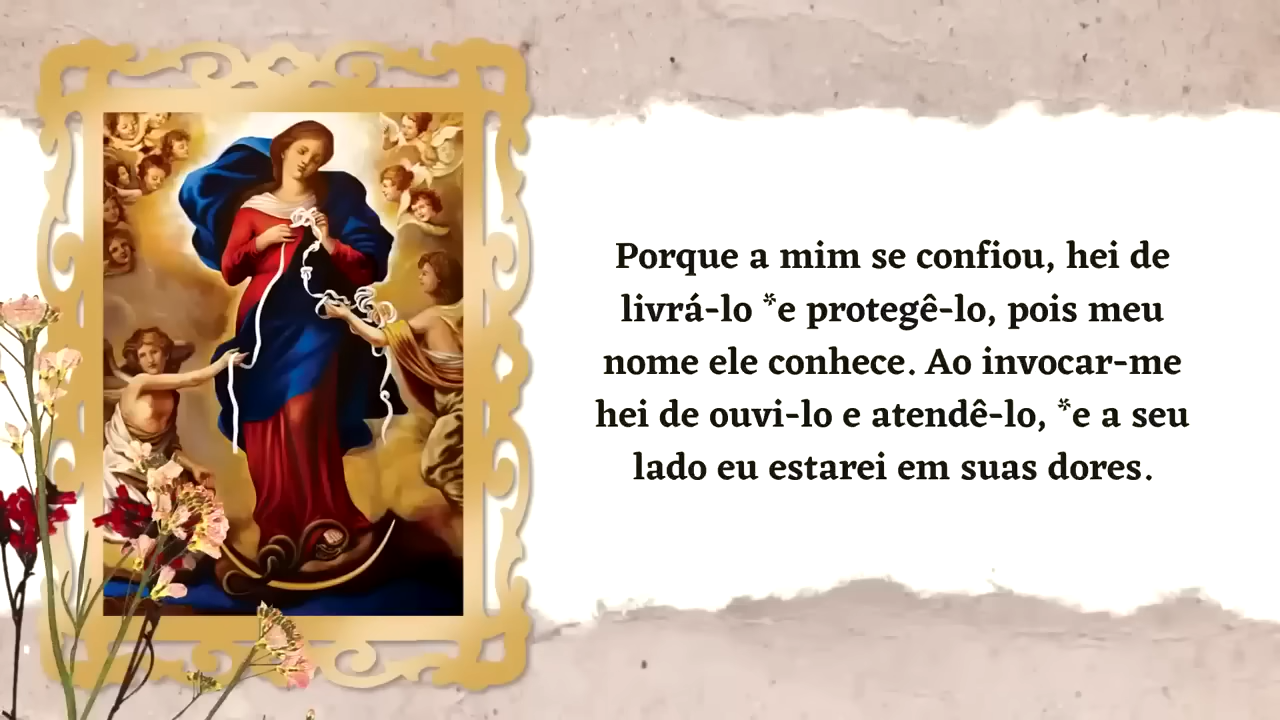 Porque a mim se confiou, hei de
livrá-lo *e protegê-lo, pois meu
nome ele conhece. Ao invocar-me
hei de ouvi-lo e atendê-lo, *e a seu
lado eu estarei em suas dores.